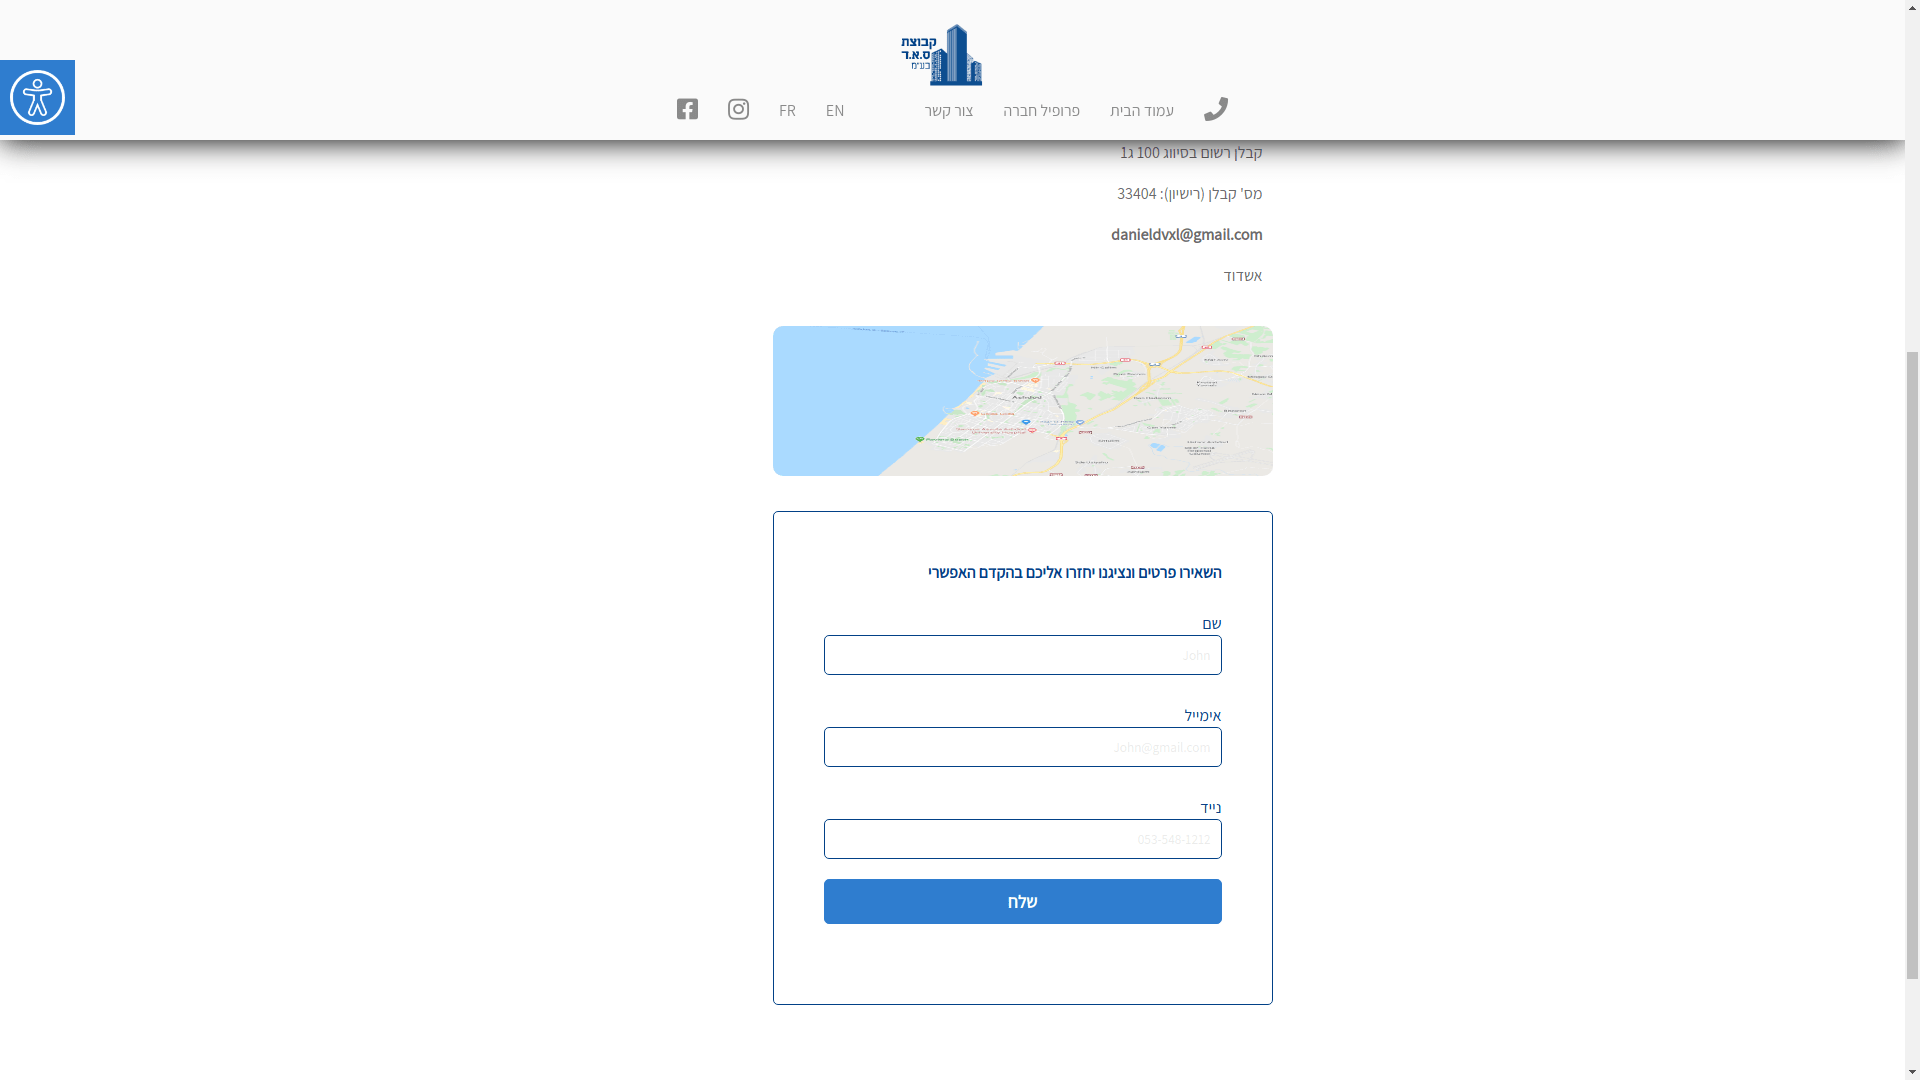 קבוצת
ס.א.ד
בע"מ
עמוד הבית
פרופיל חברה
צור קשר
EN
FR
קבלן רשום בסיווג 100 ג1
מס' קבלן (רישיון): 33404
danieldvxl@gmail.com
אשדוד
Ashdod
השאירו פרטים ונציגנו יחזרו אליכם בהקדם האפשרי
שם
John
אימייל
John@gmail.com
נייד
053-548-1212
שלח